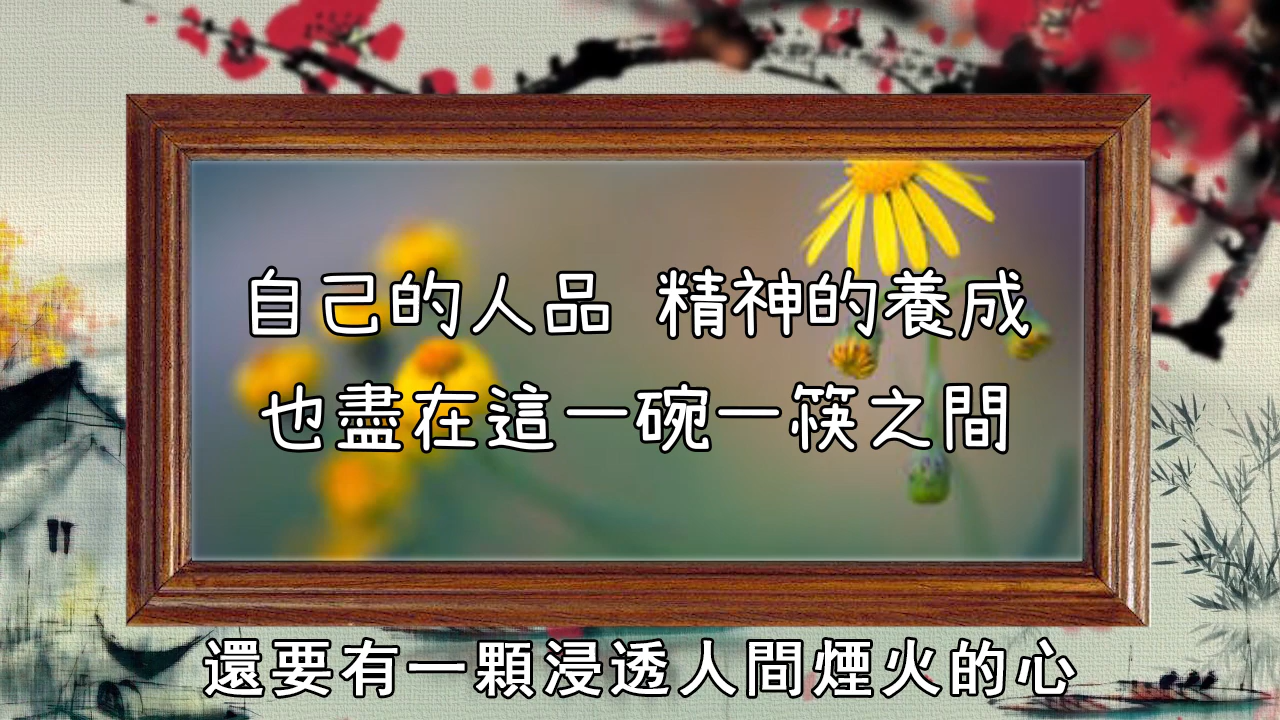 自己的人品 精神的養成
也盡在這一碗一筷之間
還要有一顆浸透人間煙火的心